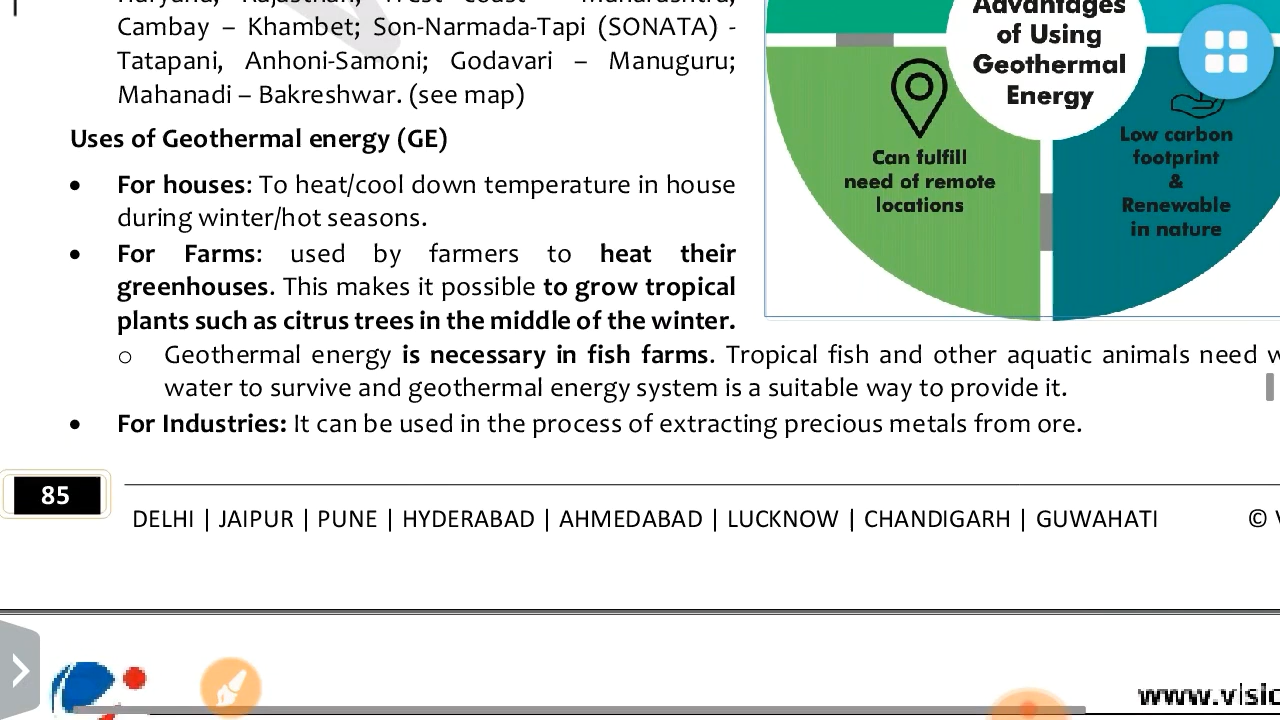 Cambay – Khambet; Son-Narmada-Tapi (SONATA) -
Tatapani, Anhoni-Samoni; Godavari – Manuguru;
Mahanadi – Bakreshwar. (see map)
Uses of Geothermal energy (GE)
• For houses: To heat/cool down temperature in house
during winter/hot seasons.
• For Farms: used by farmers to heat their
greenhouses. This makes it possible to grow tropical
plants such as citrus trees in the middle of the winter.
o Geothermal energy is necessary in fish farms. Tropical fish and other aquatic animals need
water to survive and geothermal energy system is a suitable way to provide it.
• For Industries: It can be used in the process of extracting precious metals from ore.
Advantages
of Using
Geothermal
Energy
Can fulfill
need of remote
locations
Low carbon
footprint
&
Renewable
in nature
85
DELHI | JAIPUR | PUNE | HYDERABAD | AHMEDABAD | LUCKNOW | CHANDIGARH | GUWAHATI ©
www.visi